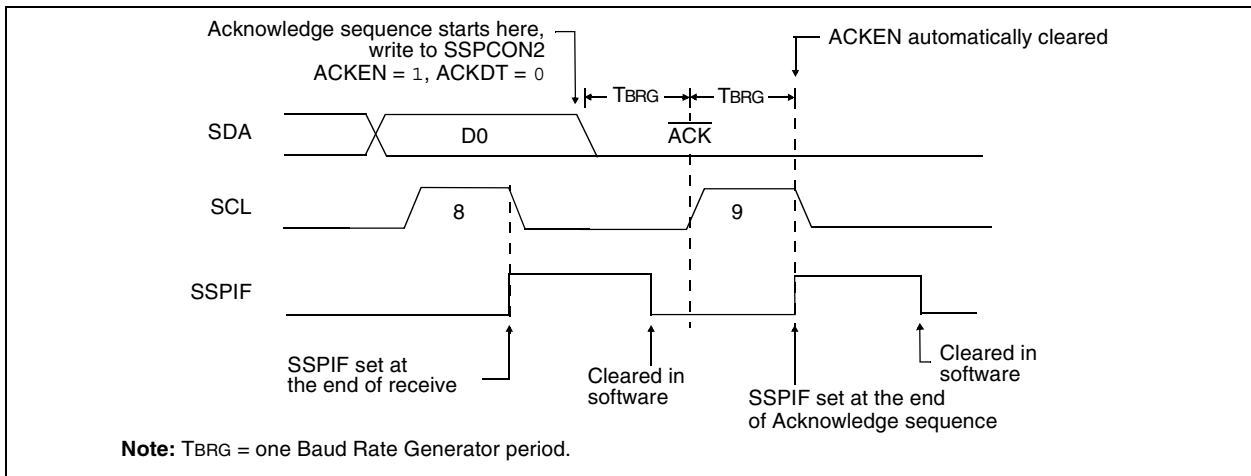 Acknowledge sequence starts here,
write to SSPCON2
ACKEN = 1, ACKDT = 0
ACKEN automatically cleared
TBRG
TBRG
SDA
D0
ACK
SCL
8
9
SSPIF
SSPIF set at
the end of receive
Cleared in
software
SSPIF set at the end
of Acknowledge sequence
Cleared in
software
Note: TBRG = one Baud Rate Generator period.